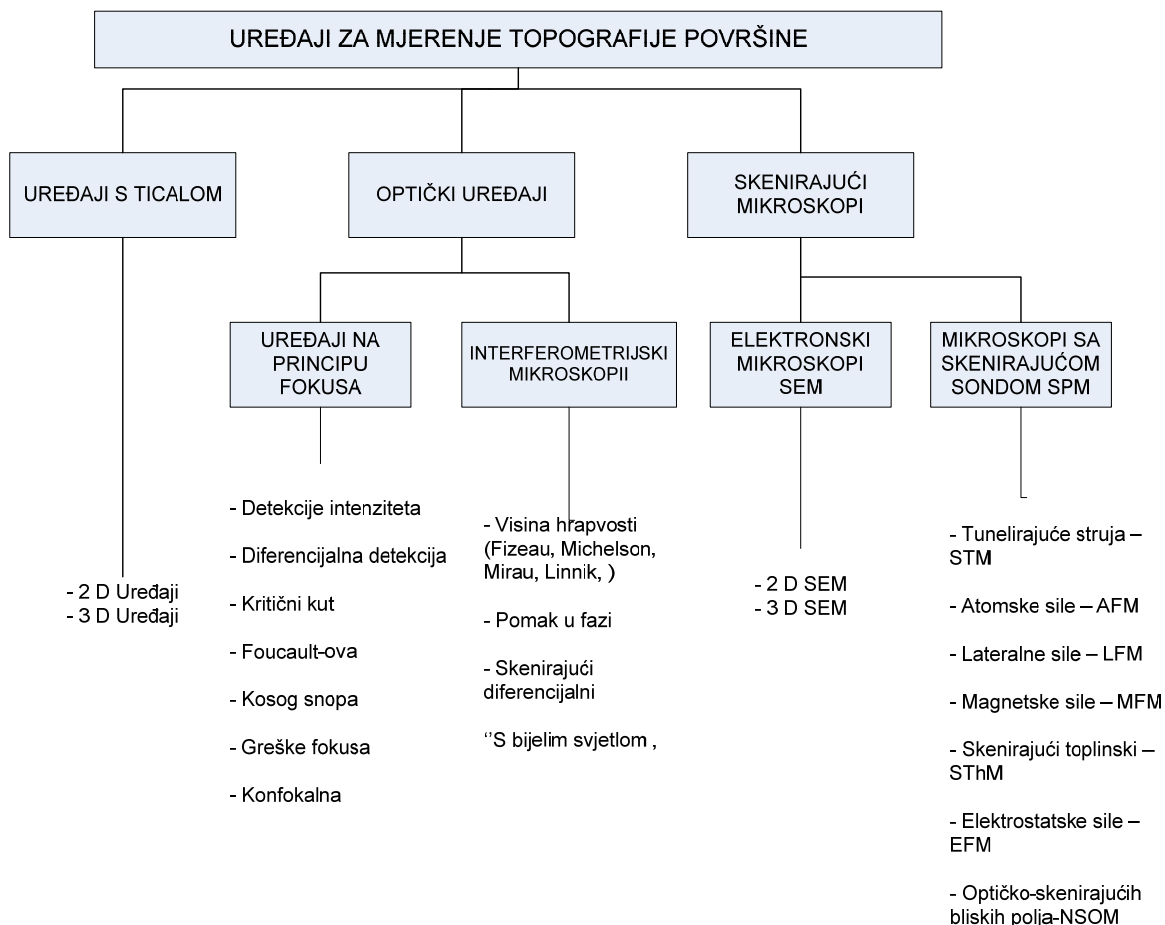 UREĐAJI ZA MJERENJE TOPOGRAFIJE POVRŠINE
UREĐAJI S TICALOM
OPTIČKI UREĐAJI
SKENIRAJUĆI
MIKROSKOPI
UREĐAJI NA
PRINCIPU
FOKUSA
INTERFEROMETRIJSKI
MIKROSKOPII
ELEKTRONSKI
MIKROSKOPI
SEM
MIKROSKOPI SA
SKENIRAJUĆOM
SONDOM SPM
- 2 D Uređaji
- 3 D Uređaji
- Detekcije intenziteta
- Diferencijalna detekcija
- Kritični kut
- Foucault-ova
- Kosog snopa
- Greške fokusa
- Konfokalna
- Visina hrapvosti
(Fizeau, Michelson,
Mirau, Linnik, )
- Pomak u fazi
- Skenirajući
diferencijalni
‘’S bijelim svjetlom ,
- 2 D SEM
- 3 D SEM
- Tunelirajuće struja –
STM
- Atomske sile – AFM
- Lateralne sile – LFM
- Magnetske sile – MFM
- Skenirajući toplinski –
SThM
- Elektrostatske sile –
EFM
- Optičko-skenirajućih
bliskih polja-NSOM